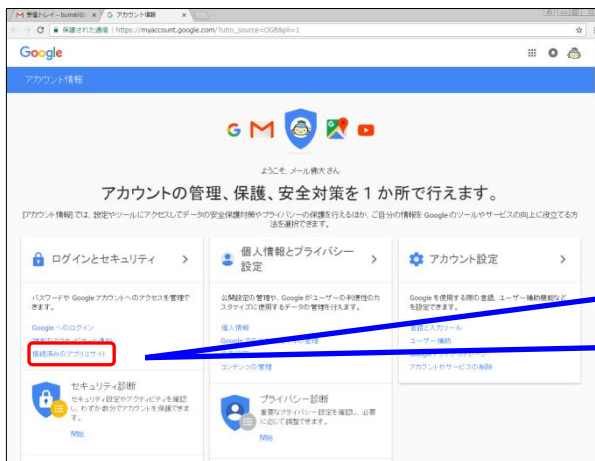 受信トレイ - bumail@
アカウント情報
保護された通信 | https://myaccount.google.com/?utm_source=OGB&pli=1
Google
アカウント情報
ようこそ、メール佛大さん
アカウントの管理、保護、安全対策を 1 か所で行えます。
[アカウント情報] では、設定やツールにアクセスしてデータの安全保護対策やプライバシーの保護を行えるほか、ご自分の情報を Google のツールやサービスの向上に役立てる方
法を選択できます。
ログインとセキュリティ
パスワードや Google アカウントへのアクセスを管理で
きます。
Google へのログイン
接続済みのアプリとサイト
セキュリティ診断
セキュリティ設定やアクティビティを確認
し、わずか数分でアカウントを保護できま
す。
開始
個人情報とプライバシー
設定
公開設定の管理や、Google がユーザーの利便性のカ
スタマイズに使用するデータの管理を行えます。
個人情報
コンテンツの管理
プライバシー診断
重要なプライバシー設定を確認し、必要
に応じて調整できます。
開始
アカウント設定
Google を使用する際の言語、ユーザー補助機能など
を設定できます。
言語と入力ツール
ユーザー補助
アカウントやサービスの削除